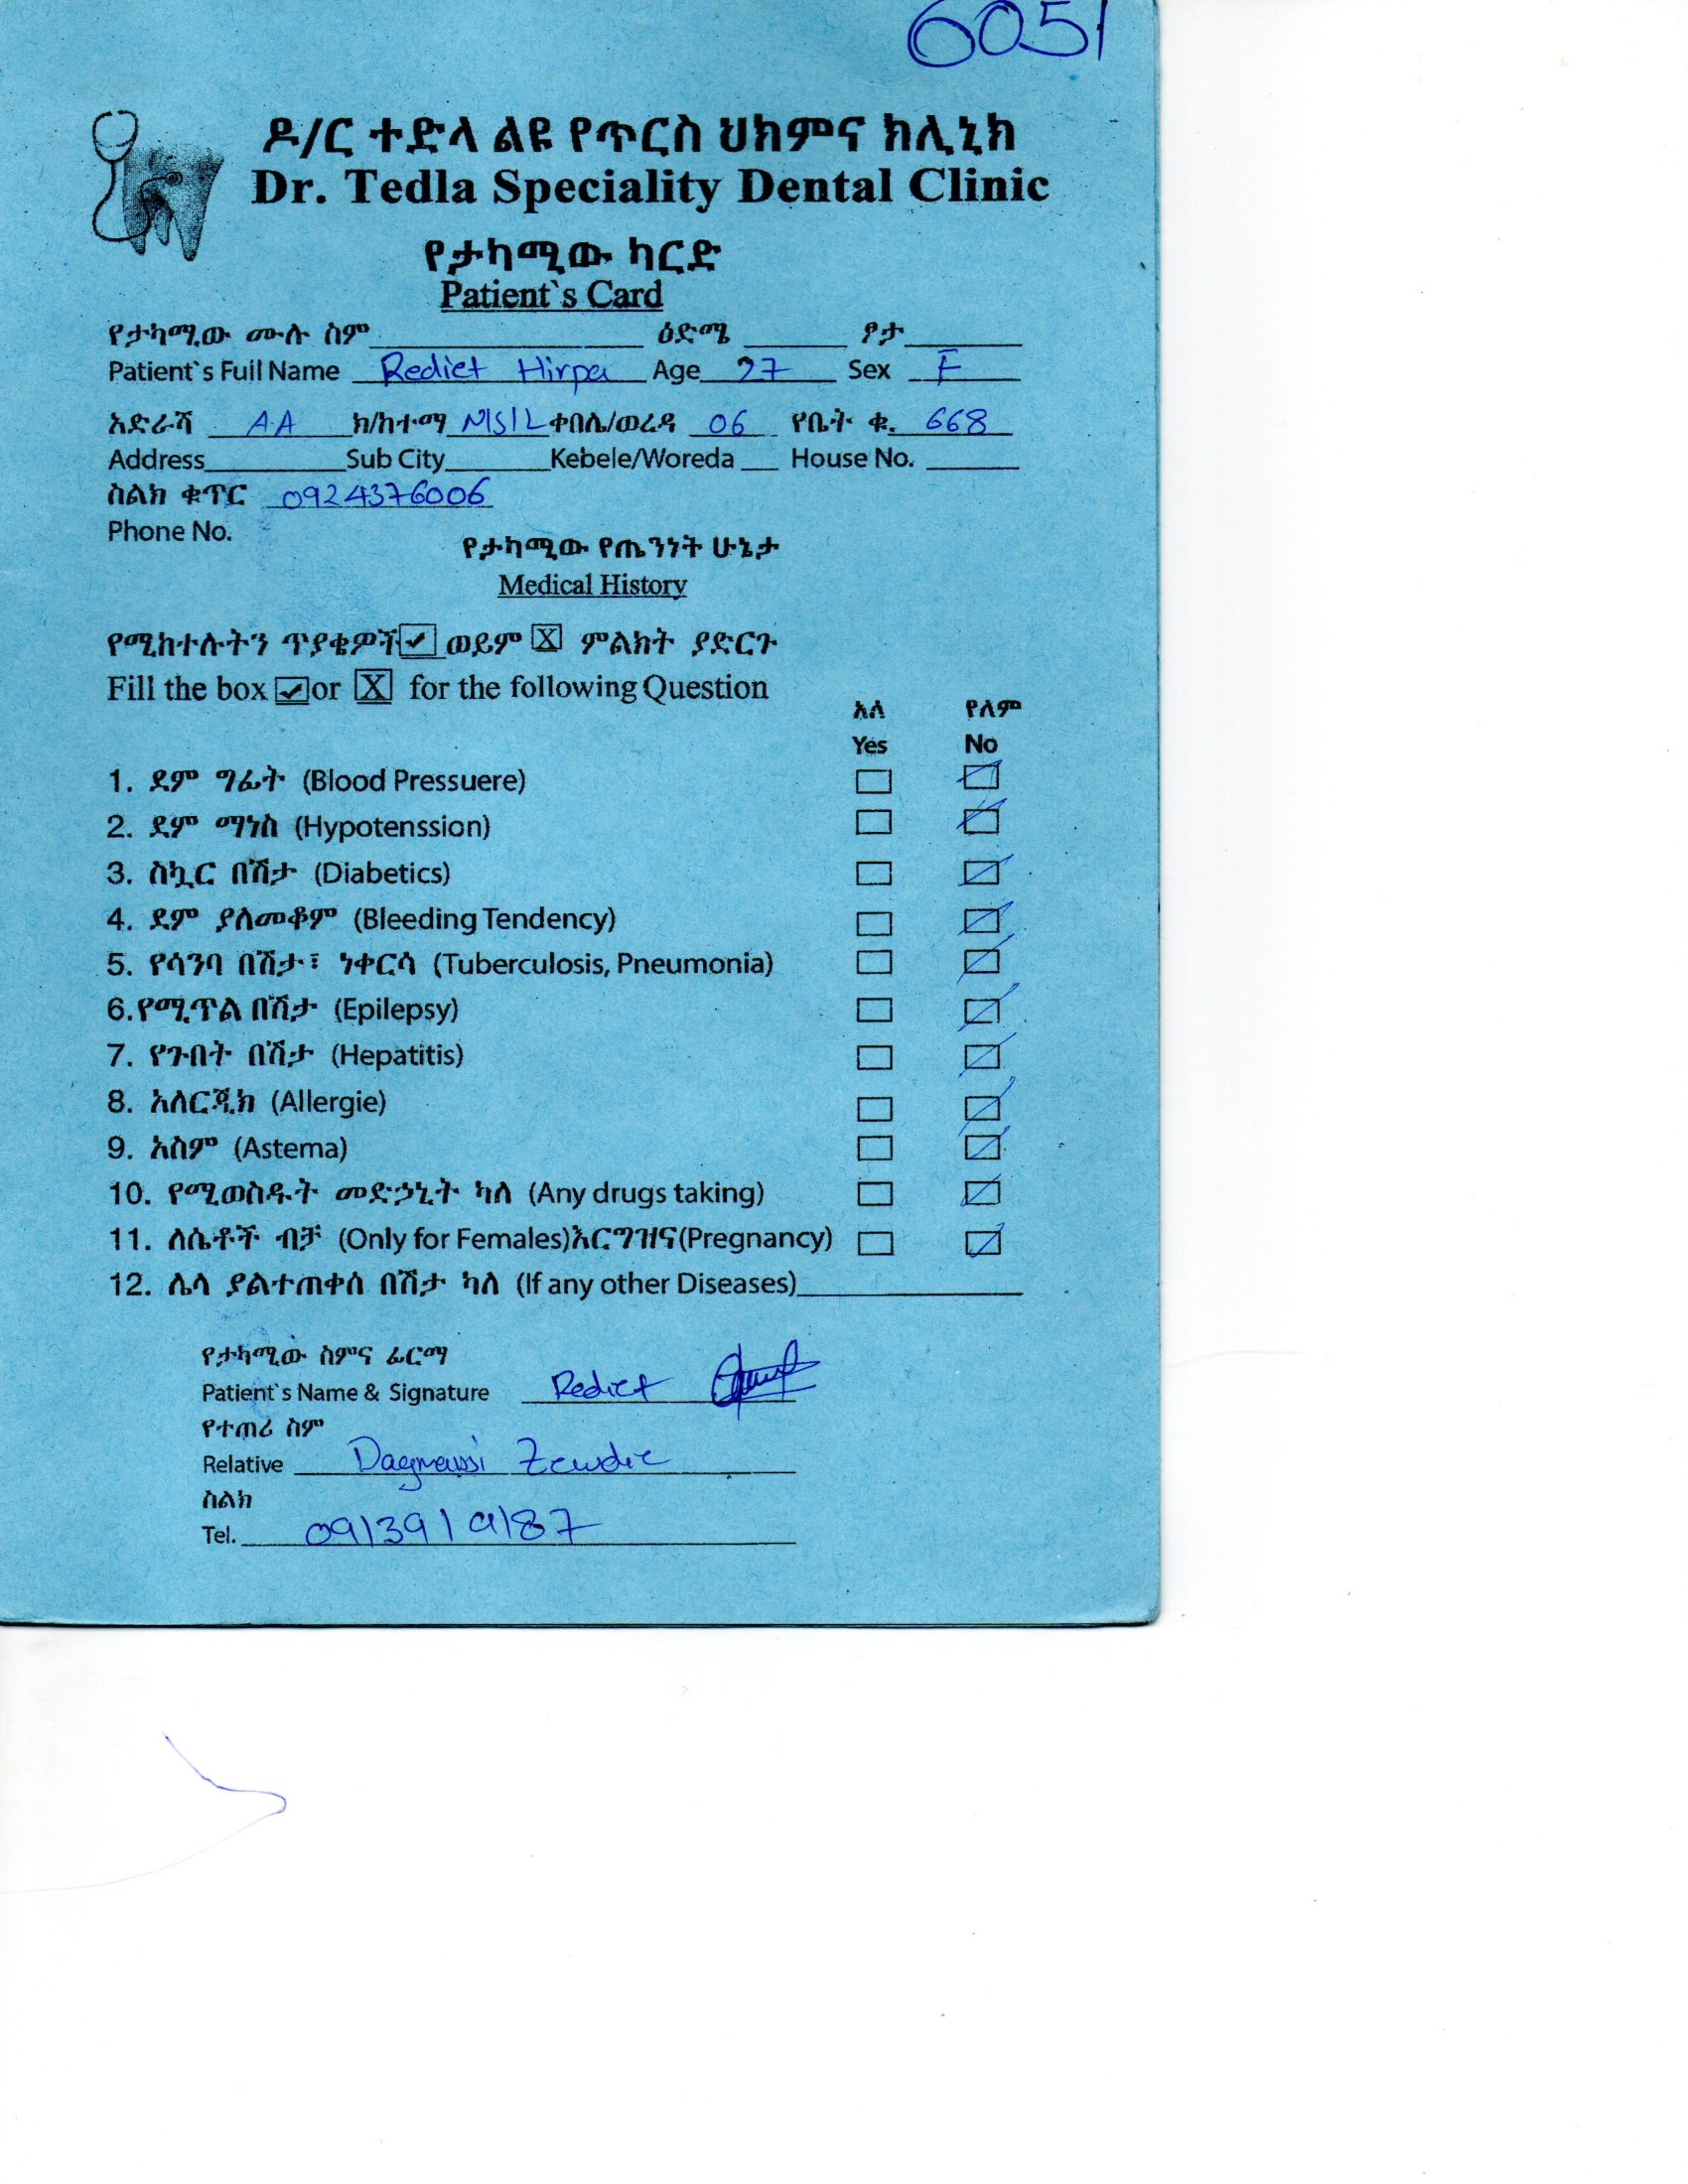 6051
ዶ/ር ተድላ ልዩ የጥርስ ህክምና ክሊኒክ
Dr. Tedla Speciality Dental Clinic
የታካሚው ካርድ
Patient`s Card
የታካሚው ሙሉ ስም ዕድሜ ፆታ
Patient`s Full Name Rediet Hirpa Age 27 Sex F
አድራሻ AA ክ/ከተማ N/S/L ቀበሌ/ወረዳ 06 የቤት ቁ. 668
Address Sub City Kebele/Woreda House No.
ስልክ ቁጥር 0924376006
Phone No.
የታካሚው የጤንነት ሁኔታ
Medical History
የሚከተሉትን ጥያቄዎች ✓ ወይም X ምልክት ያድርጉ
Fill the box ✓ or X for the following Question
አለ የለም
Yes No
1. ደም ግፊት (Blood Pressuere)
2. ደም ማነስ (Hypotenssion)
3. ስኳር በሽታ (Diabetics)
4. ደም ያለመቆም (Bleeding Tendency)
5. የሳንባ በሽታ፣ ነቀርሳ (Tuberculosis, Pneumonia)
6.የሚጥል በሽታ (Epilepsy)
7. የጉበት በሽታ (Hepatitis)
8. አለርጂክ (Allergie)
9. አስም (Astema)
10. የሚወስዱት መድኃኒት ካለ (Any drugs taking)
11. ለሴቶች ብቻ (Only for Females)እርግዝና(Pregnancy)
12. ሌላ ያልተጠቀሰ በሽታ ካለ (If any other Diseases)
የታካሚው ስምና ፊርማ
Patient`s Name & Signature Rediet
የተጠሪ ስም
Relative Zewdie
ስልክ
Tel. 0913919187